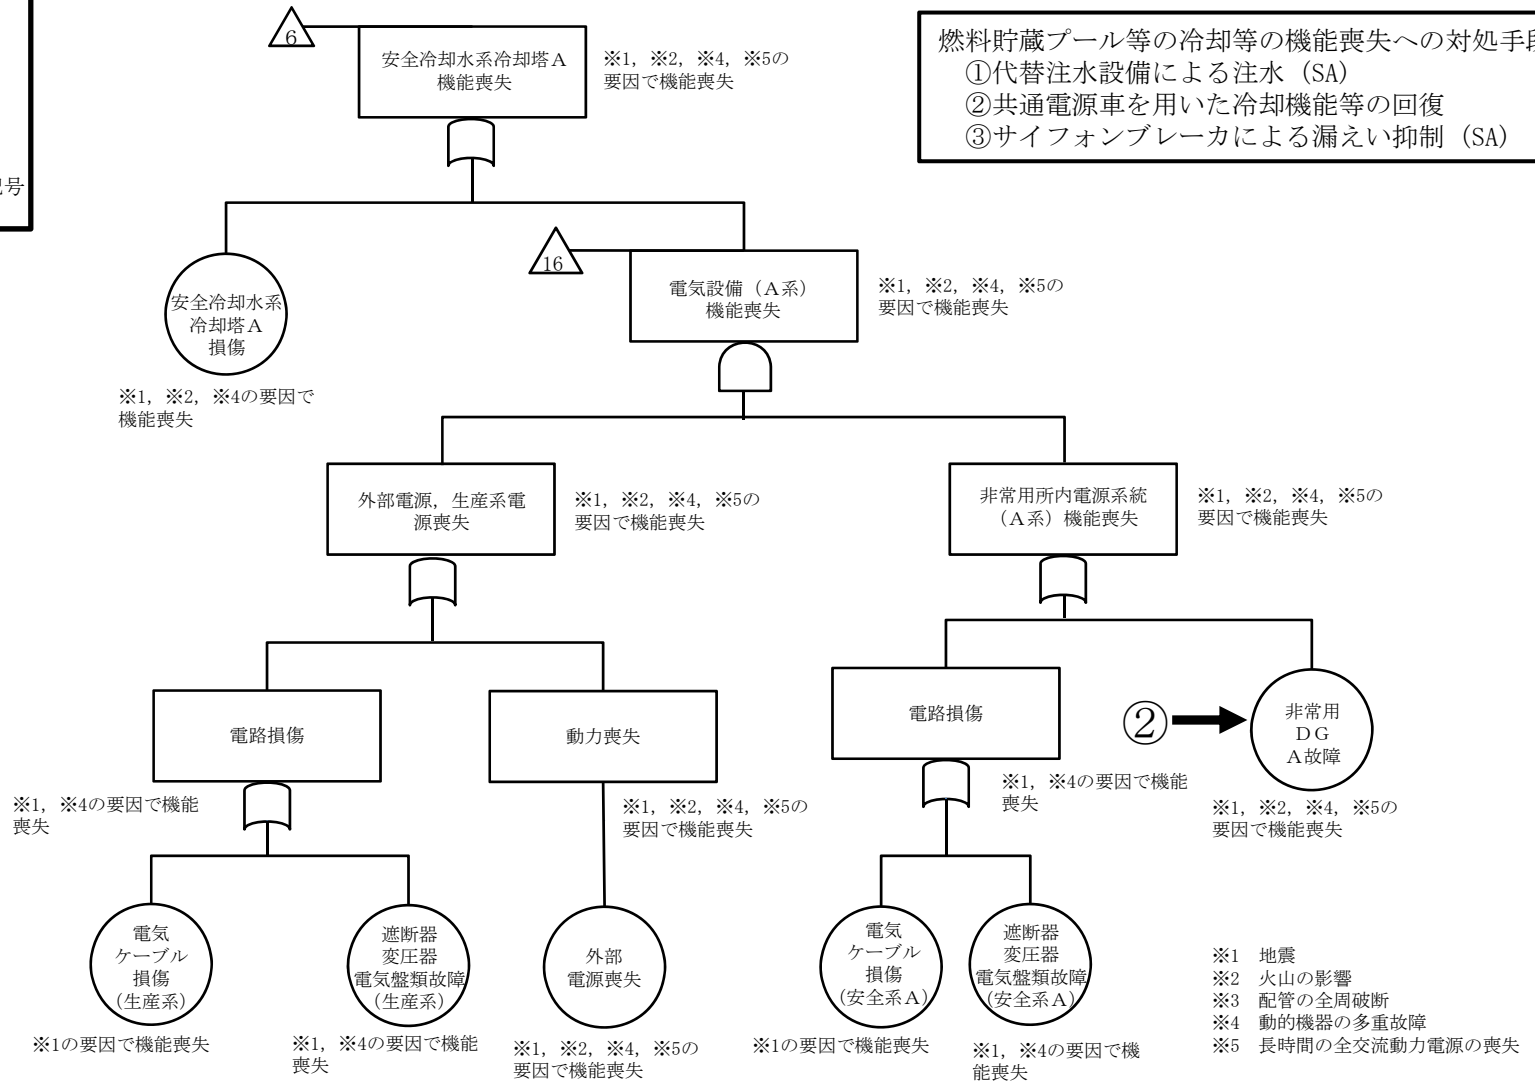 記号
6
安全冷却水系冷却塔Ａ
機能喪失
※1, ※2, ※4, ※5の
要因で機能喪失
燃料貯蔵プール等の冷却等の機能喪失への対処手段
①代替注水設備による注水 (SA)
②共通電源車を用いた冷却機能等の回復
③サイフォンブレーカによる漏えい抑制 (SA)
安全冷却水系
冷却塔Ａ
損傷
※1, ※2, ※4の要因で
機能喪失
16
電気設備（Ａ系）
機能喪失
※1, ※2, ※4, ※5の
要因で機能喪失
外部電源，生産系電
源喪失
※1, ※2, ※4, ※5の
要因で機能喪失
非常用所内電源系統
（Ａ系）機能喪失
※1, ※2, ※4, ※5の
要因で機能喪失
電路損傷
※1, ※4の要因で機能
喪失
動力喪失
※1, ※2, ※4, ※5の
要因で機能喪失
電路損傷
※1, ※4の要因で機能
喪失
②
非常用
ＤＧ
Ａ故障
※1, ※2, ※4, ※5の
要因で機能喪失
電気
ケーブル
損傷
(生産系)
※1の要因で機能喪失
遮断器
変圧器
電気盤類故障
(生産系)
※1, ※4の要因で機能
喪失
外部
電源喪失
※1, ※2, ※4, ※5の
要因で機能喪失
電気
ケーブル
損傷
(安全系Ａ)
※1の要因で機能喪失
遮断器
変圧器
電気盤類故障
(安全系Ａ)
※1, ※4の要因で機
能喪失
※1 地震
※2 火山の影響
※3 配管の全周破断
※4 動的機器の多重故障
※5 長時間の全交流動力電源の喪失